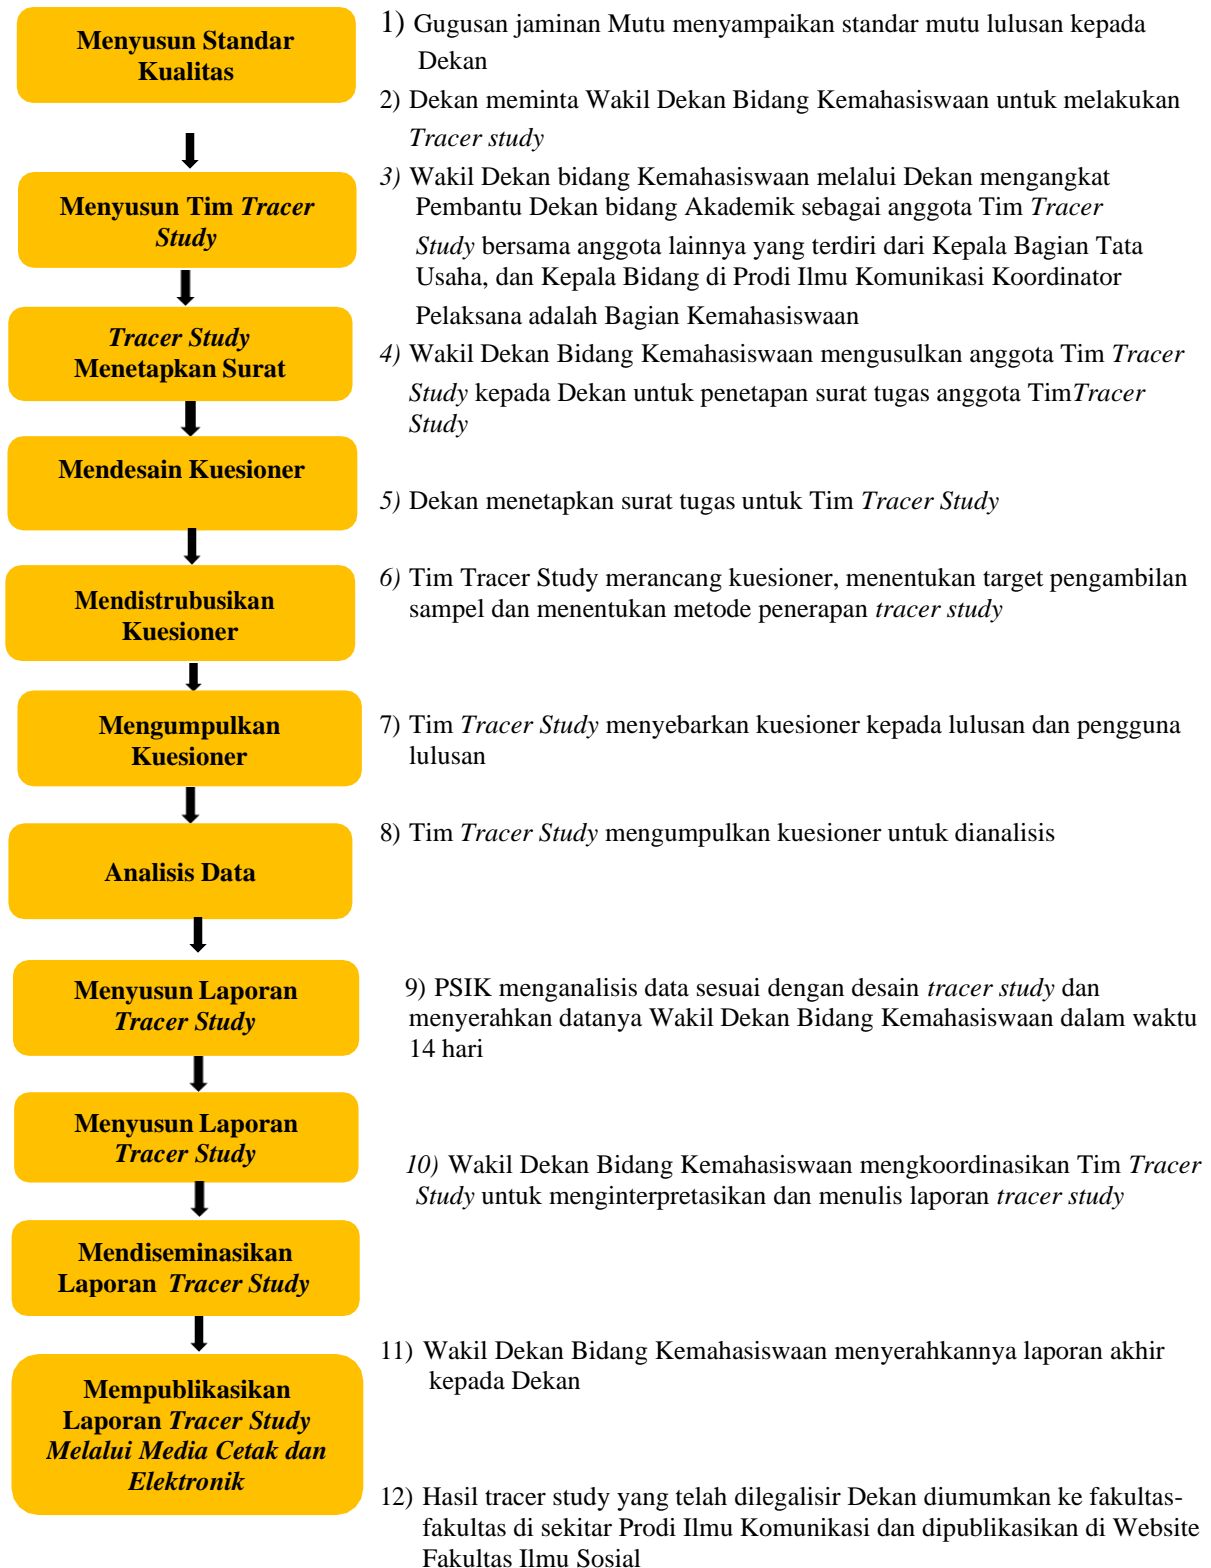 Menyusun Standar
Kualitas
Menyusun Tim Tracer
Study
Tracer Study
Menetapkan Surat
Mendesain Kuesioner
Mendistrubusikan
Kuesioner
Mengumpulkan
Kuesioner
Analisis Data
Menyusun Laporan
Tracer Study
Menyusun Laporan
Tracer Study
Mendiseminasikan
Laporan Tracer Study
Mempublikasikan
Laporan Tracer Study
Melalui Media Cetak dan
Elektronik
1) Gugusan jaminan Mutu menyampaikan standar mutu lulusan kepada
Dekan
2) Dekan meminta Wakil Dekan Bidang Kemahasiswaan untuk melakukan
Tracer study
3) Wakil Dekan bidang Kemahasiswaan melalui Dekan mengangkat
Pembantu Dekan bidang Akademik sebagai anggota Tim Tracer
Study bersama anggota lainnya yang terdiri dari Kepala Bagian Tata
Usaha, dan Kepala Bidang di Prodi Ilmu Komunikasi Koordinator
Pelaksana adalah Bagian Kemahasiswaan
4) Wakil Dekan Bidang Kemahasiswaan mengusulkan anggota Tim Tracer
Study kepada Dekan untuk penetapan surat tugas anggota TimTracer
Study
5) Dekan menetapkan surat tugas untuk Tim Tracer Study
6) Tim Tracer Study merancang kuesioner, menentukan target pengambilan
sampel dan menentukan metode penerapan tracer study
7) Tim Tracer Study menyebarkan kuesioner kepada lulusan dan pengguna
lulusan
8) Tim Tracer Study mengumpulkan kuesioner untuk dianalisis
9) PSIK menganalisis data sesuai dengan desain tracer study dan
menyerahkan datanya Wakil Dekan Bidang Kemahasiswaan dalam waktu
14 hari
10) Wakil Dekan Bidang Kemahasiswaan mengkoordinasikan Tim Tracer
Study untuk menginterpretasikan dan menulis laporan tracer study
11) Wakil Dekan Bidang Kemahasiswaan menyerahkannya laporan akhir
kepada Dekan
12) Hasil tracer study yang telah dilegalisir Dekan diumumkan ke fakultas-
fakultas di sekitar Prodi Ilmu Komunikasi dan dipublikasikan di Website
Fakultas Ilmu Sosial